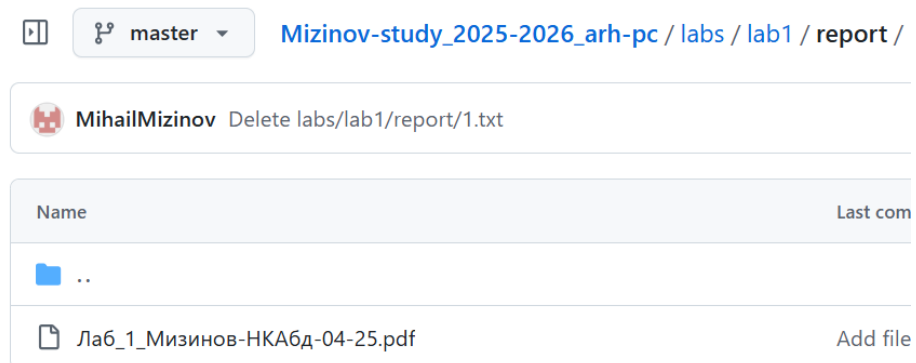 master
Mizinov-study_2025-2026_arh-pc / labs / lab1 / report /
MihailMizinov Delete labs/lab1/report/1.txt
Name Last com
..
Лаб_1_Мизинов-НКАбд-04-25.pdf Add file